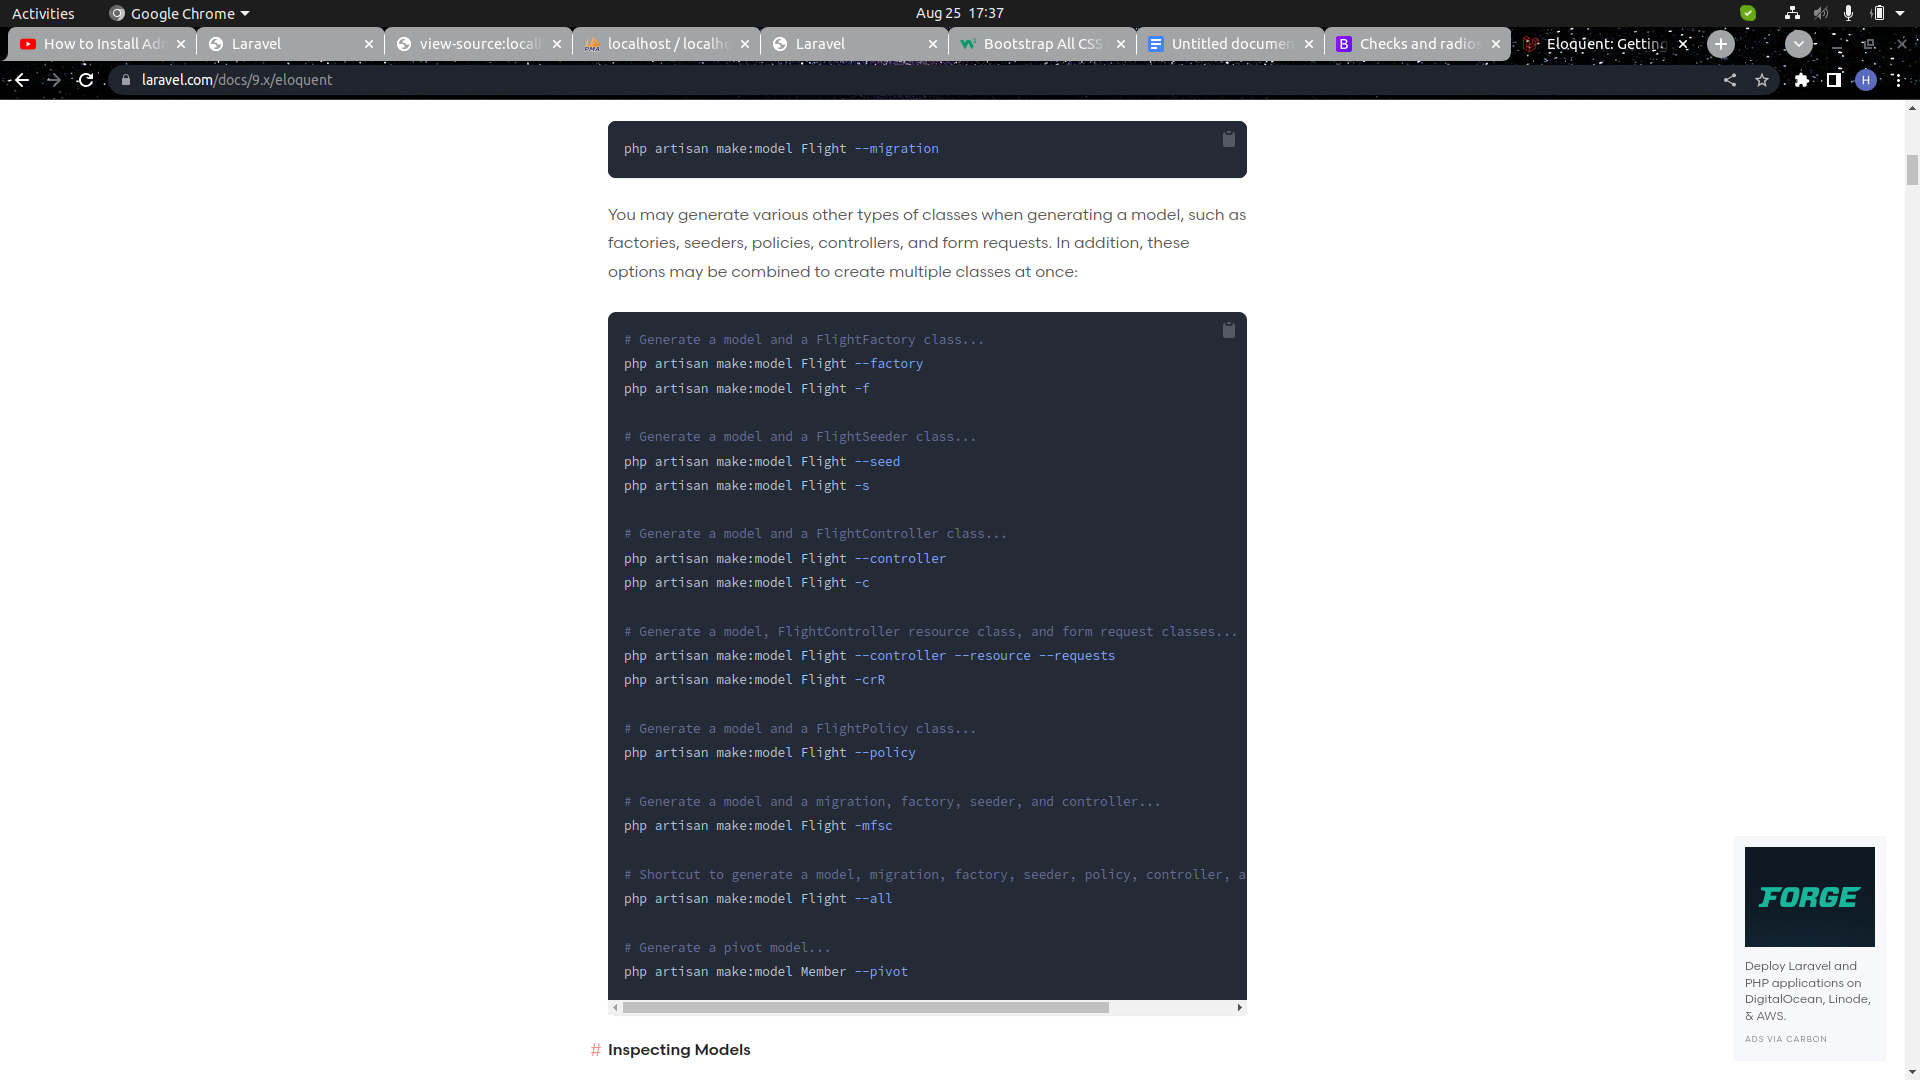 Activities
Google Chrome
Aug 25 17:37
How to Install Ad
Laravel
view-source:local
localhost / localho
Laravel
Bootstrap All CSS
Untitled documen
Checks and radios
Eloquent: Getting
laravel.com/docs/9.x/eloquent
H
php artisan make:model Flight --migration
You may generate various other types of classes when generating a model, such as
factories, seeders, policies, controllers, and form requests. In addition, these
options may be combined to create multiple classes at once:
# Generate a model and a FlightFactory class...
php artisan make:model Flight --factory
php artisan make:model Flight -f
# Generate a model and a FlightSeeder class...
php artisan make:model Flight --seed
php artisan make:model Flight -s
# Generate a model and a FlightController class...
php artisan make:model Flight --controller
php artisan make:model Flight -c
# Generate a model, FlightController resource class, and form request classes...
php artisan make:model Flight --controller --resource --requests
php artisan make:model Flight -crR
# Generate a model and a FlightPolicy class...
php artisan make:model Flight --policy
# Generate a model and a migration, factory, seeder, and controller...
php artisan make:model Flight -mfsc
# Shortcut to generate a model, migration, factory, seeder, policy, controller, a
php artisan make:model Flight --all
# Generate a pivot model...
php artisan make:model Member --pivot
# Inspecting Models
FORGE
Deploy Laravel and
PHP applications on
DigitalOcean, Linode,
& AWS.
ADS VIA CARBON